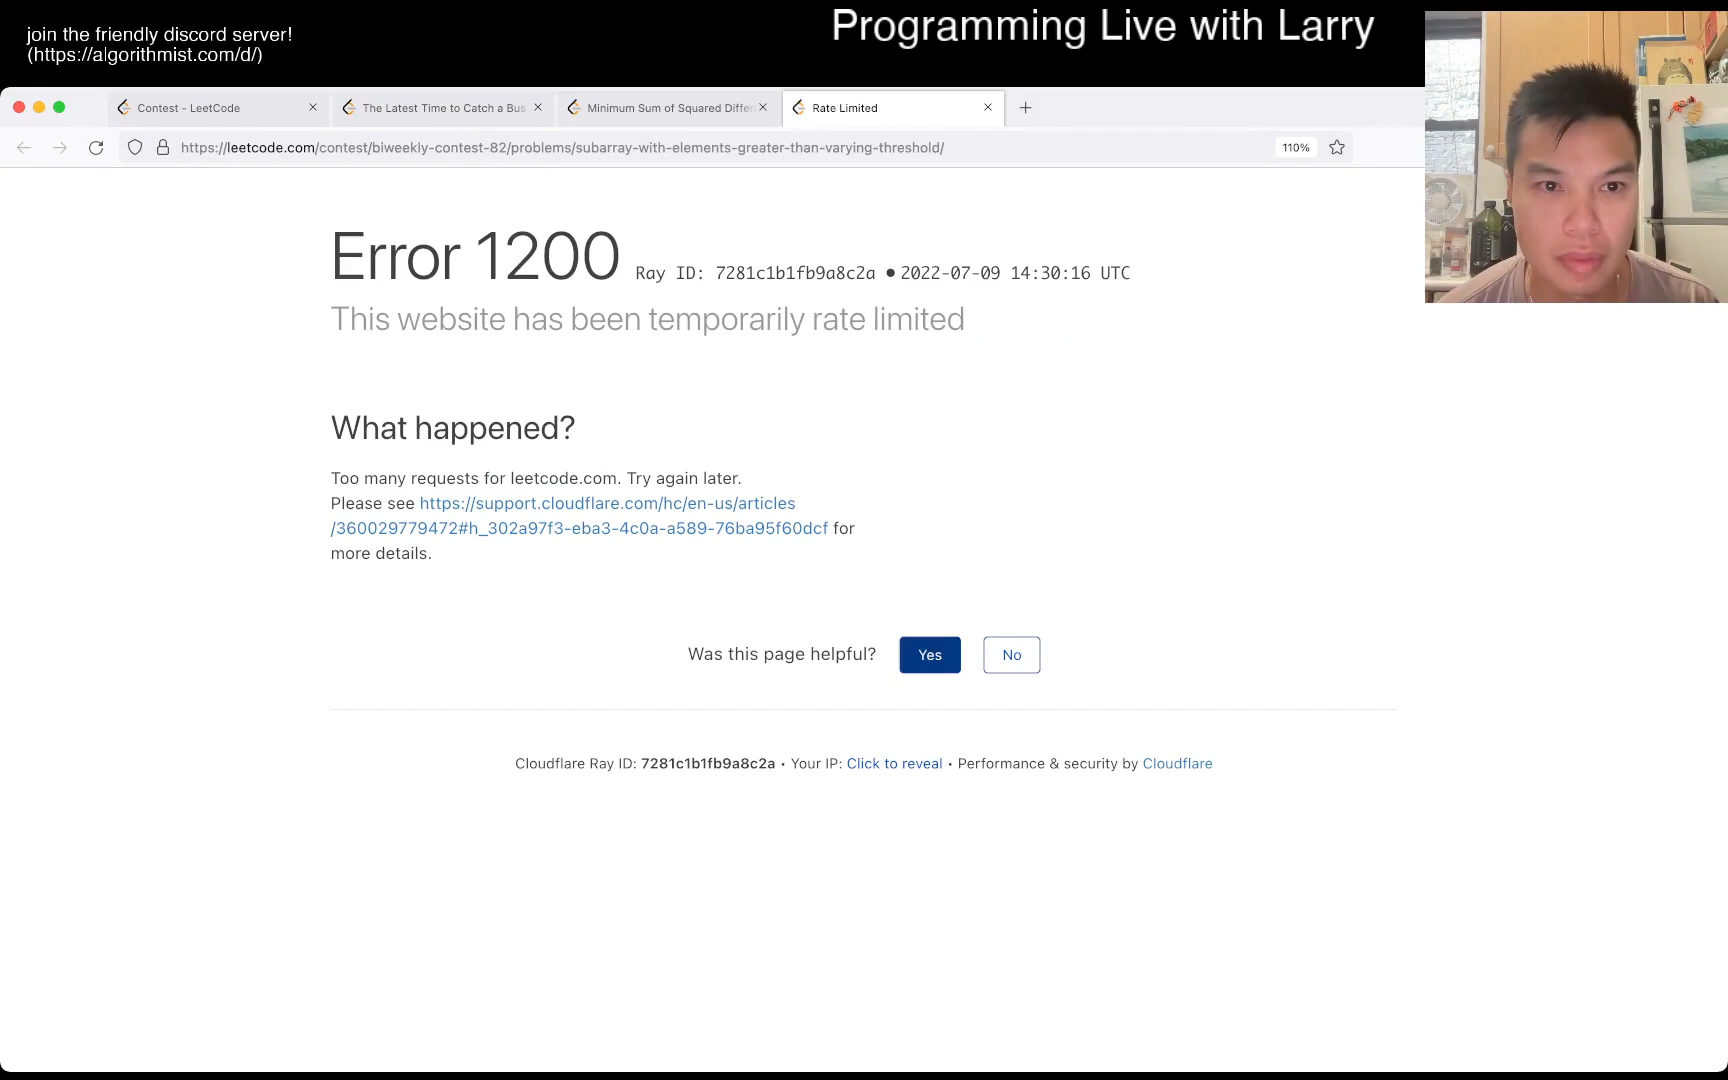 join the friendly discord server!
(https://algorithmist.com/d/)
Programming Live with Larry
Contest - LeetCode
The Latest Time to Catch a Bus
Minimum Sum of Squared Differ
Rate Limited
https://leetcode.com/contest/biweekly-contest-82/problems/subarray-with-elements-greater-than-varying-threshold/
110%
Error 1200 Ray ID: 7281c1b1fb9a8c2a • 2022-07-09 14:30:16 UTC
This website has been temporarily rate limited
What happened?
Too many requests for leetcode.com. Try again later.
Please see https://support.cloudflare.com/hc/en-us/articles
/360029779472#h_302a97f3-eba3-4c0a-a589-76ba95f60dcf for
more details.
Was this page helpful? Yes No
Cloudflare Ray ID: 7281c1b1fb9a8c2a • Your IP: Click to reveal • Performance & security by Cloudflare